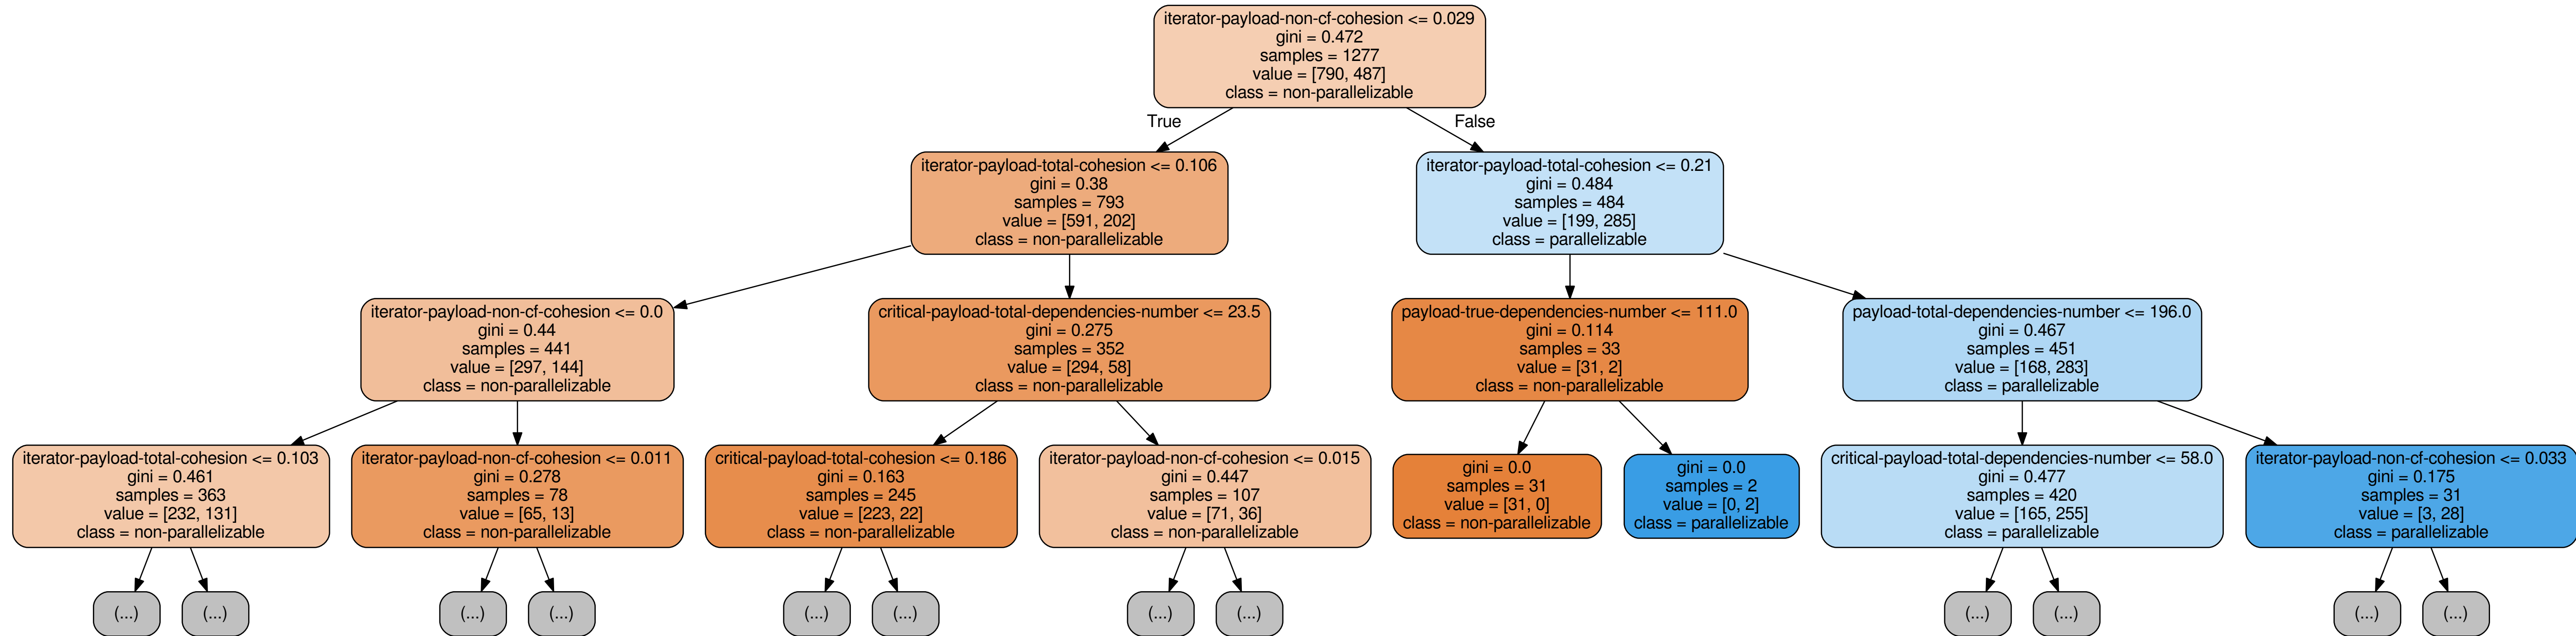 iterator-payload-non-cf-cohesion <= 0.029
gini = 0.472
samples = 1277
value = [790, 487]
class = non-parallelizable
True
False
iterator-payload-total-cohesion <= 0.106
gini = 0.38
samples = 793
value = [591, 202]
class = non-parallelizable
iterator-payload-total-cohesion <= 0.21
gini = 0.484
samples = 484
value = [199, 285]
class = parallelizable
iterator-payload-non-cf-cohesion <= 0.0
gini = 0.44
samples = 441
value = [297, 144]
class = non-parallelizable
critical-payload-total-dependencies-number <= 23.5
gini = 0.275
samples = 352
value = [294, 58]
class = non-parallelizable
payload-true-dependencies-number <= 111.0
gini = 0.114
samples = 33
value = [31, 2]
class = non-parallelizable
payload-total-dependencies-number <= 196.0
gini = 0.467
samples = 451
value = [168, 283]
class = parallelizable
iterator-payload-total-cohesion <= 0.103
gini = 0.461
samples = 363
value = [232, 131]
class = non-parallelizable
iterator-payload-non-cf-cohesion <= 0.011
gini = 0.278
samples = 78
value = [65, 13]
class = non-parallelizable
critical-payload-total-cohesion <= 0.186
gini = 0.163
samples = 245
value = [223, 22]
class = non-parallelizable
iterator-payload-non-cf-cohesion <= 0.015
gini = 0.447
samples = 107
value = [71, 36]
class = non-parallelizable
gini = 0.0
samples = 31
value = [31, 0]
class = non-parallelizable
gini = 0.0
samples = 2
value = [0, 2]
class = parallelizable
critical-payload-total-dependencies-number <= 58.0
gini = 0.477
samples = 420
value = [165, 255]
class = parallelizable
iterator-payload-non-cf-cohesion <= 0.033
gini = 0.175
samples = 31
value = [3, 28]
class = parallelizable
(...)
(...)
(...)
(...)
(...)
(...)
(...)
(...)
(...)
(...)
(...)
(...)